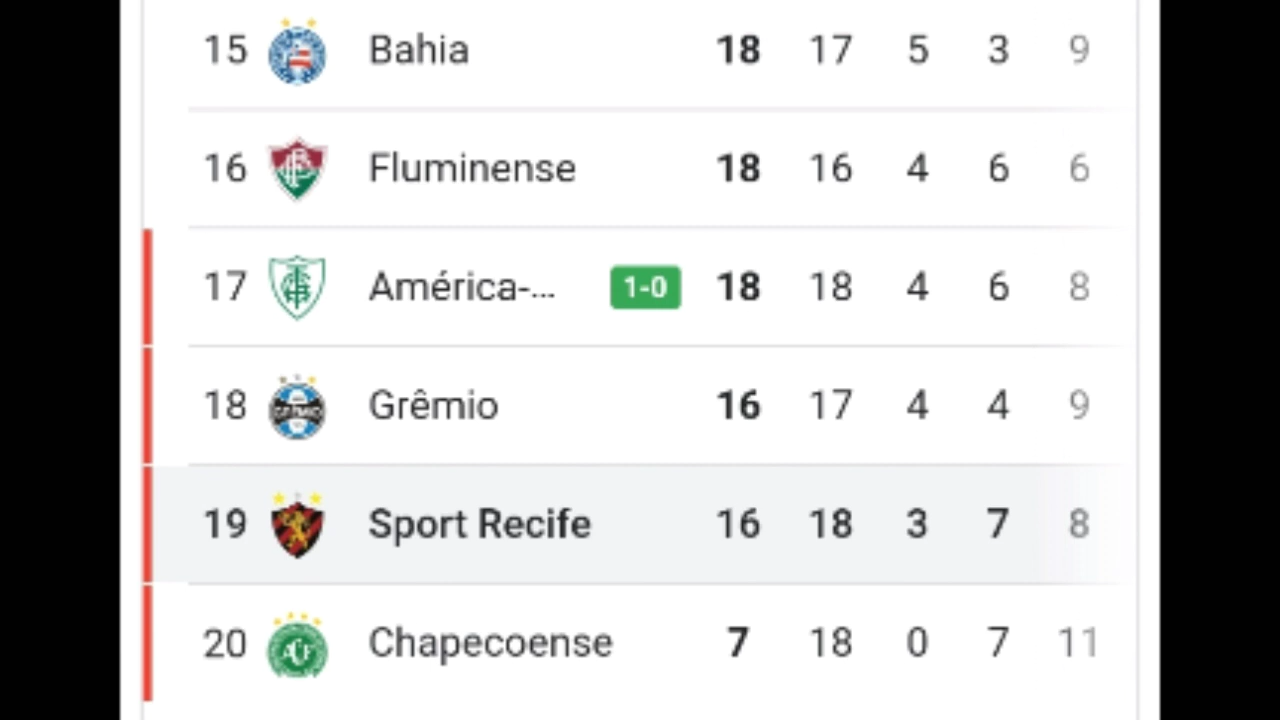 15 Bahia 18 17 5 3 9
16 Fluminense 18 16 4 6 6
17 América-... 1-0 18 18 4 6 8
18 Grêmio 16 17 4 4 9
19 Sport Recife 16 18 3 7 8
20 Chapecoense 7 18 0 7 11